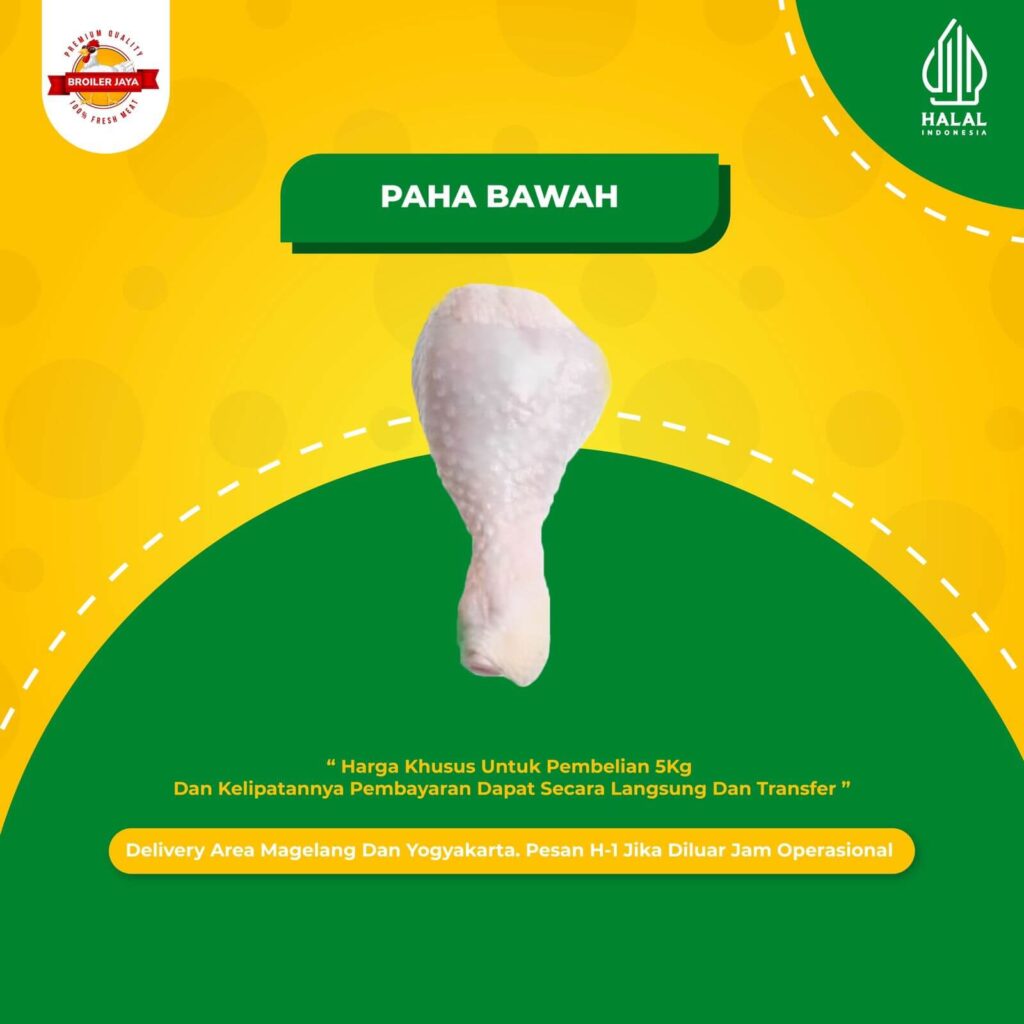 PREMIUM QUALITY
BROILER JAYA
100% FRESH MEAT
HALAL
INDONESIA
PAHA BAWAH
“ Harga Khusus Untuk Pembelian 5Kg
Dan Kelipatannya Pembayaran Dapat Secara Langsung Dan Transfer ”
Delivery Area Magelang Dan Yogyakarta. Pesan H-1 Jika Diluar Jam Operasional